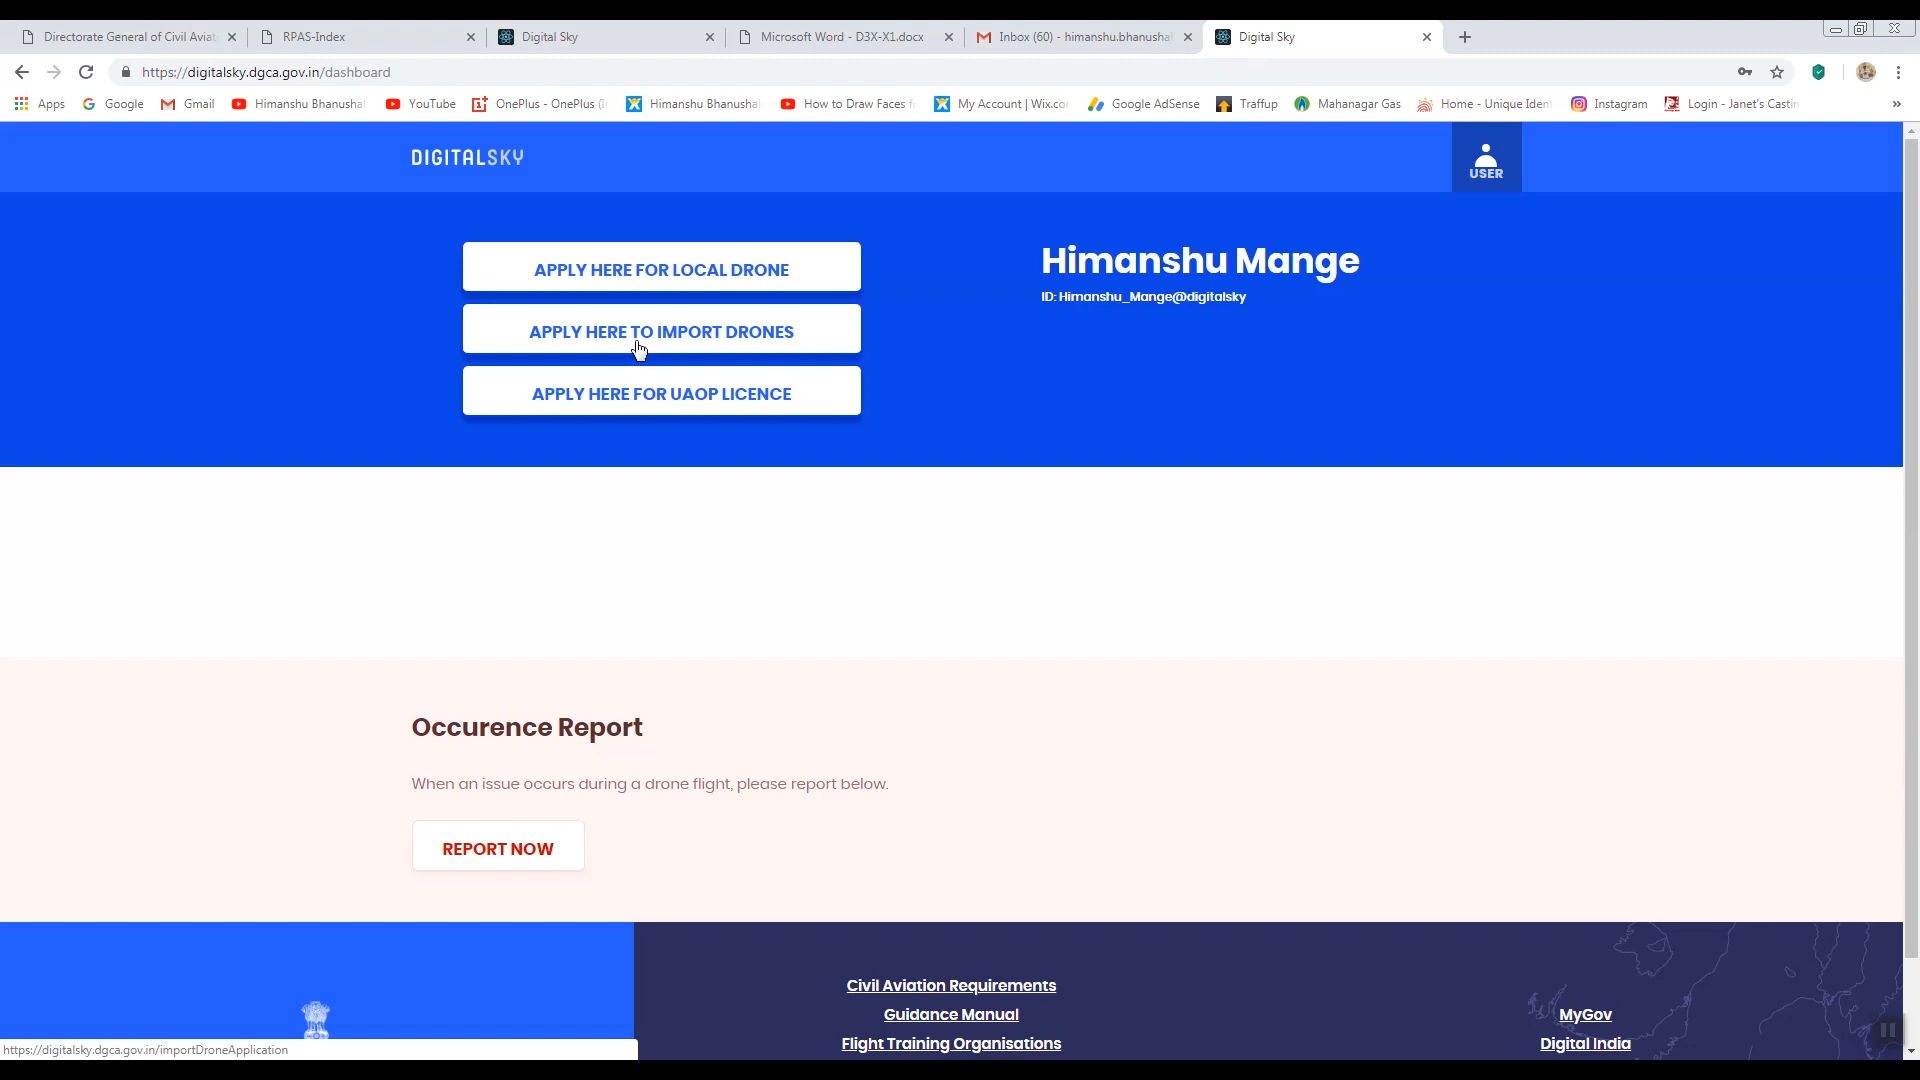 Directorate General of Civil Aviat
RPAS-Index
Digital Sky
Microsoft Word - D3X-X1.docx
Inbox (60) - himanshu.bhanusha
Digital Sky
https://digitalsky.dgca.gov.in/dashboard
Apps
Google
Gmail
Himanshu Bhanushal
YouTube
OnePlus - OnePlus (I
Himanshu Bhanushal
How to Draw Faces f
My Account | Wix.co
Google AdSense
Traffup
Mahanagar Gas
Home - Unique Ident
Instagram
Login - Janet's Castin
DIGITALSKY
USER
APPLY HERE FOR LOCAL DRONE
APPLY HERE TO IMPORT DRONES
APPLY HERE FOR UAOP LICENCE
Himanshu Mange
ID: Himanshu_Mange@digitalsky
Occurence Report
When an issue occurs during a drone flight, please report below.
REPORT NOW
Civil Aviation Requirements
Guidance Manual
Flight Training Organisations
MyGov
Digital India
https://digitalsky.dgca.gov.in/importDroneApplication